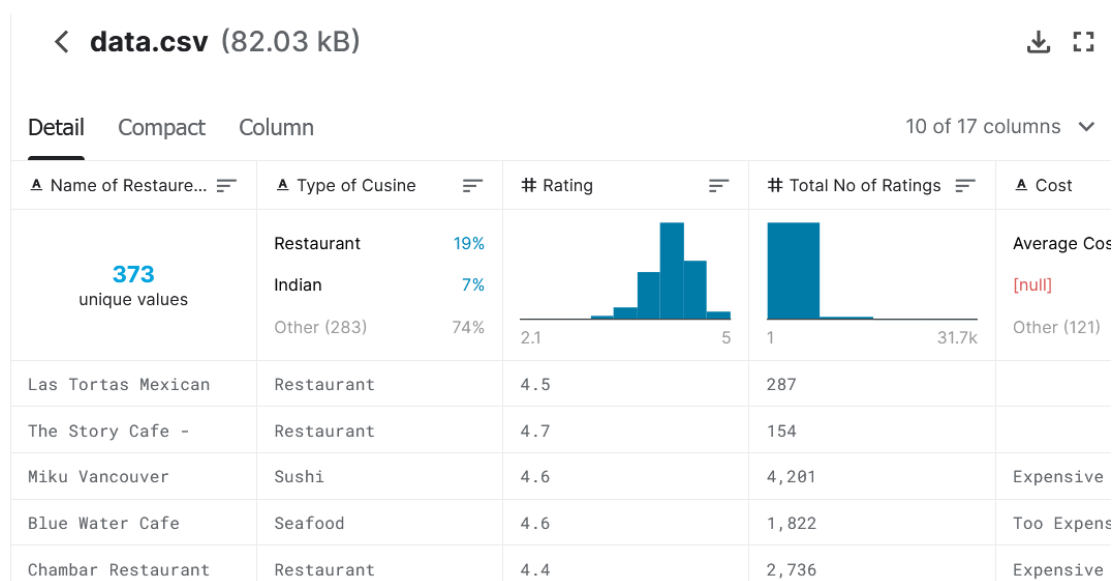 data.csv (82.03 kB)
Detail Compact Column 10 of 17 columns
A Name of Restaure... A Type of Cusine # Rating # Total No of Ratings A Cost
373
unique values
Restaurant 19%
Indian 7%
Other (283) 74%
2.1 5
1 31.7k
Average Cos
[null]
Other (121)
Las Tortas Mexican Restaurant 4.5 287
The Story Cafe - Restaurant 4.7 154
Miku Vancouver Sushi 4.6 4,201 Expensive
Blue Water Cafe Seafood 4.6 1,822 Too Expens
Chambar Restaurant Restaurant 4.4 2,736 Expensive